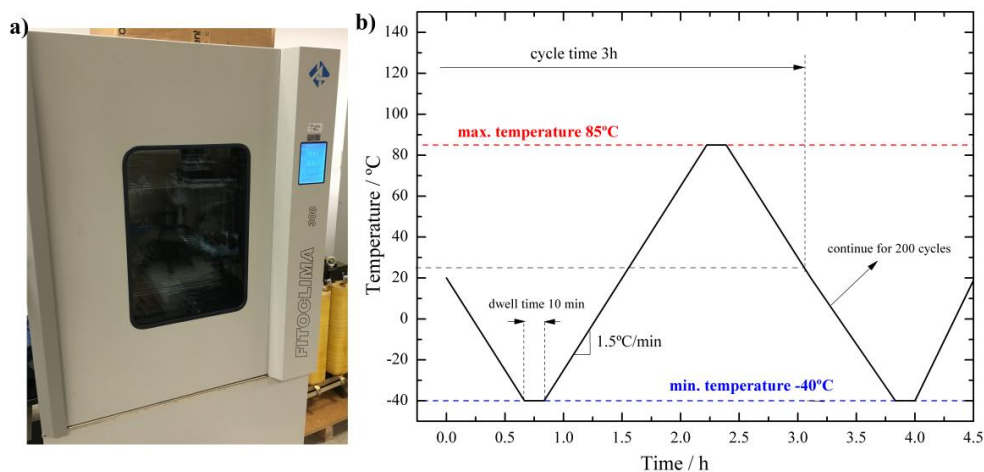 a)
300
FITOCLIMA
b)
140
120
100
80
60
40
20
0
-20
-40
Temperature / ºC
cycle time 3h
max. temperature 85ºC
continue for 200 cycles
dwell time 10 min
1.5ºC/min
min. temperature -40ºC
0.0 0.5 1.0 1.5 2.0 2.5 3.0 3.5 4.0 4.5
Time / h